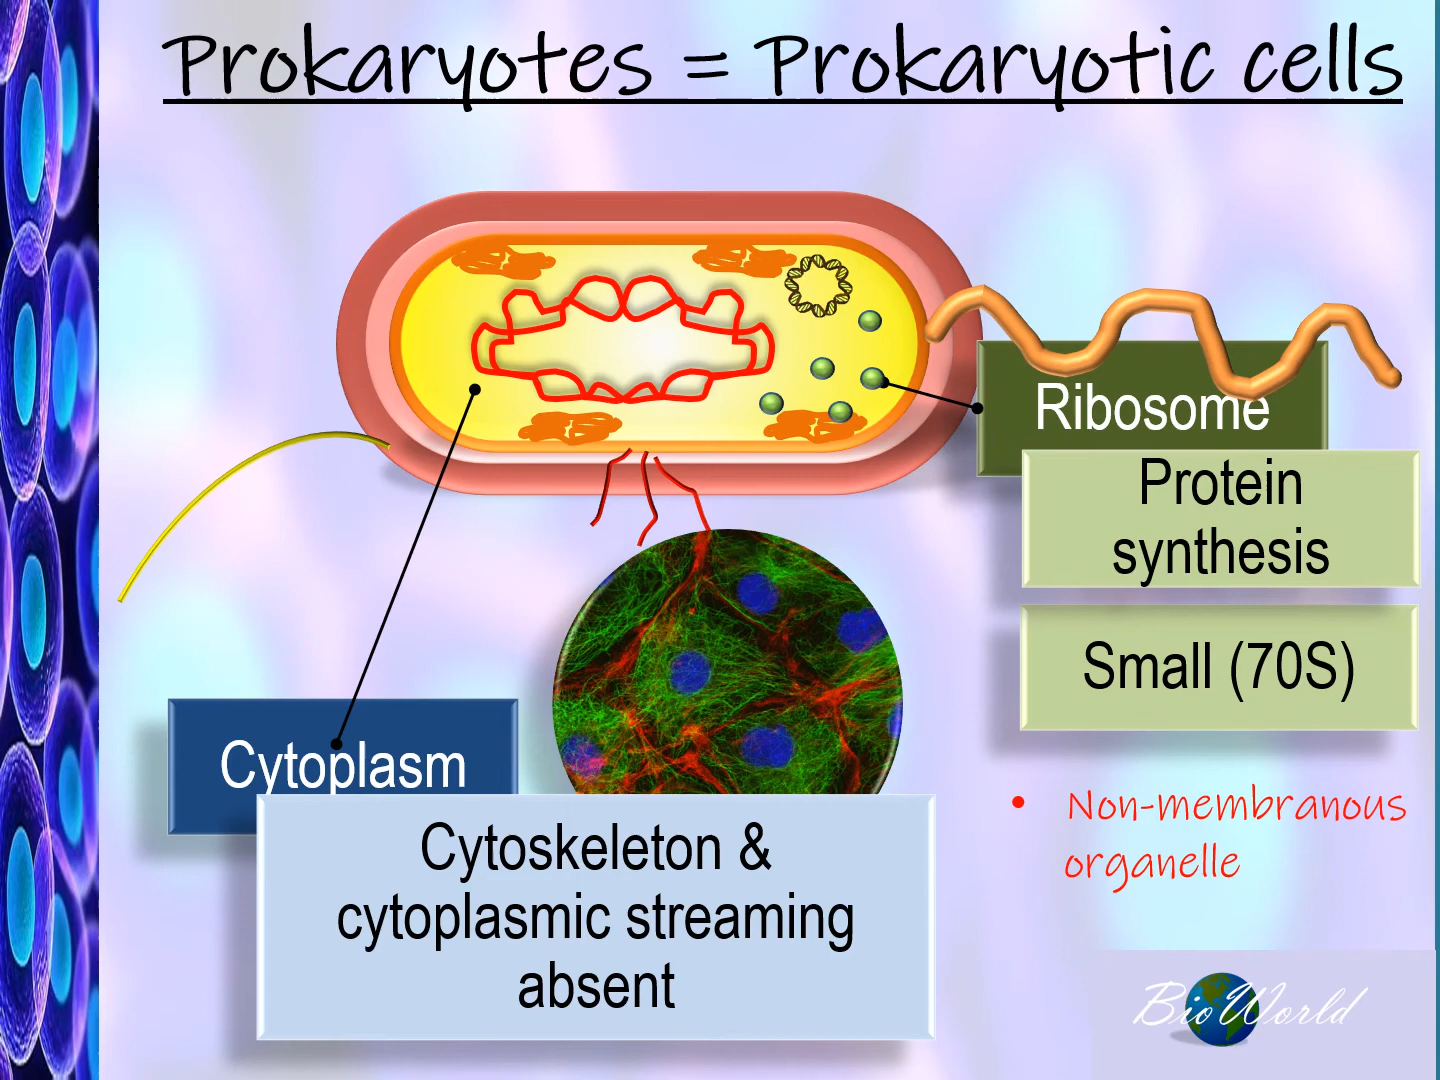 Prokaryotes = Prokaryotic cells
Ribosome
Protein
synthesis
Small (70S)
Cytoplasm
Cytoskeleton &
cytoplasmic streaming
absent
• Non-membranous
organelle
BioWorld